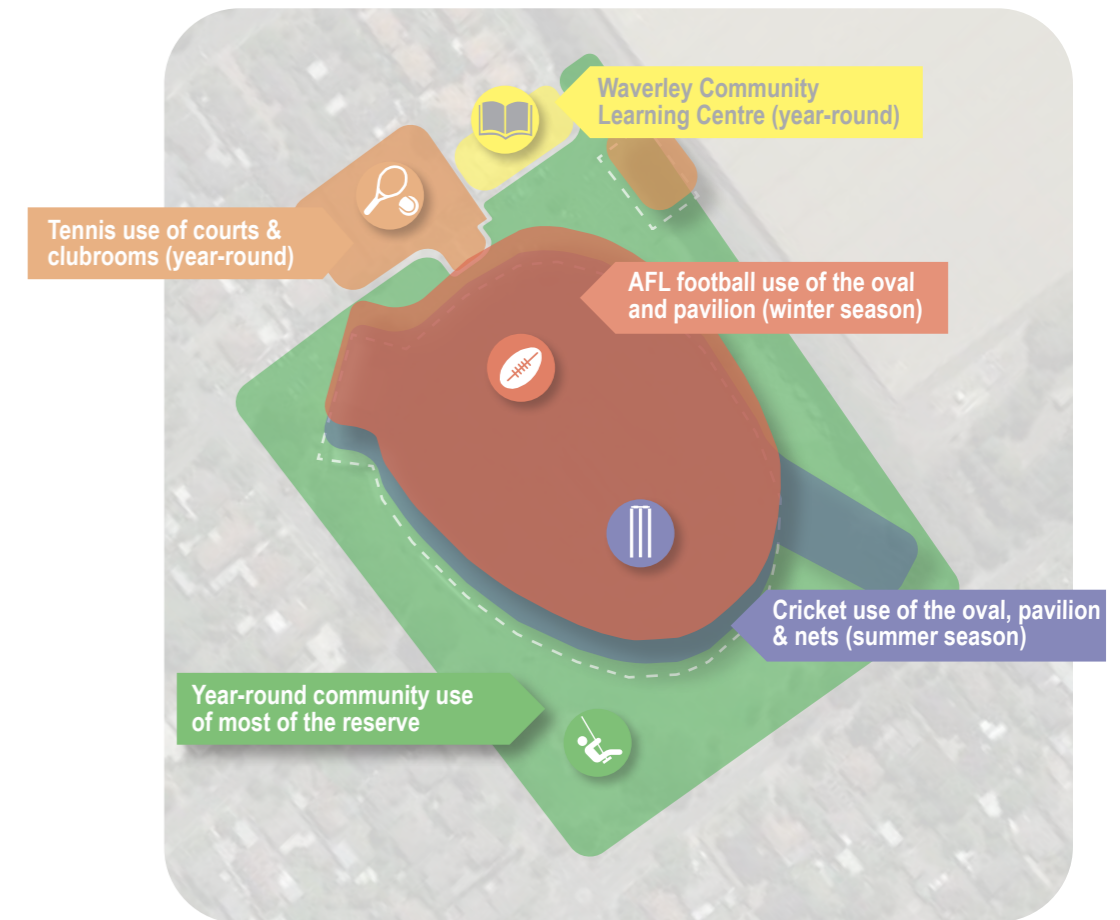 Waverley Community
Learning Centre (year-round)
Tennis use of courts &
clubrooms (year-round)
AFL football use of the oval
and pavilion (winter season)
Cricket use of the oval, pavilion
& nets (summer season)
Year-round community use
of most of the reserve